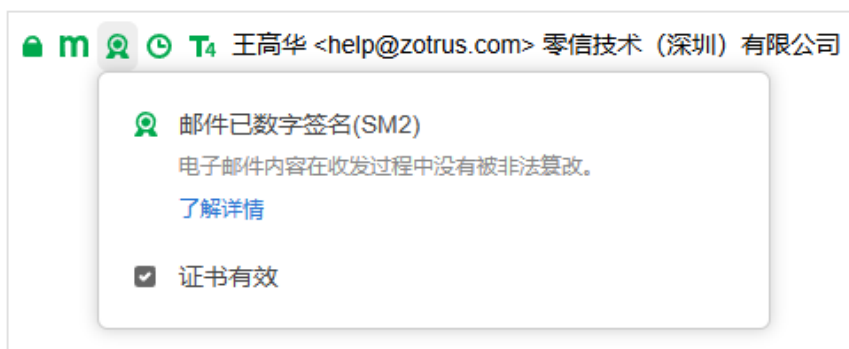 m T4 王高华 <help@zotrus.com> 零信技术（深圳）有限公司
邮件已数字签名(SM2)
电子邮件内容在收发过程中没有被非法篡改。
了解详情
证书有效